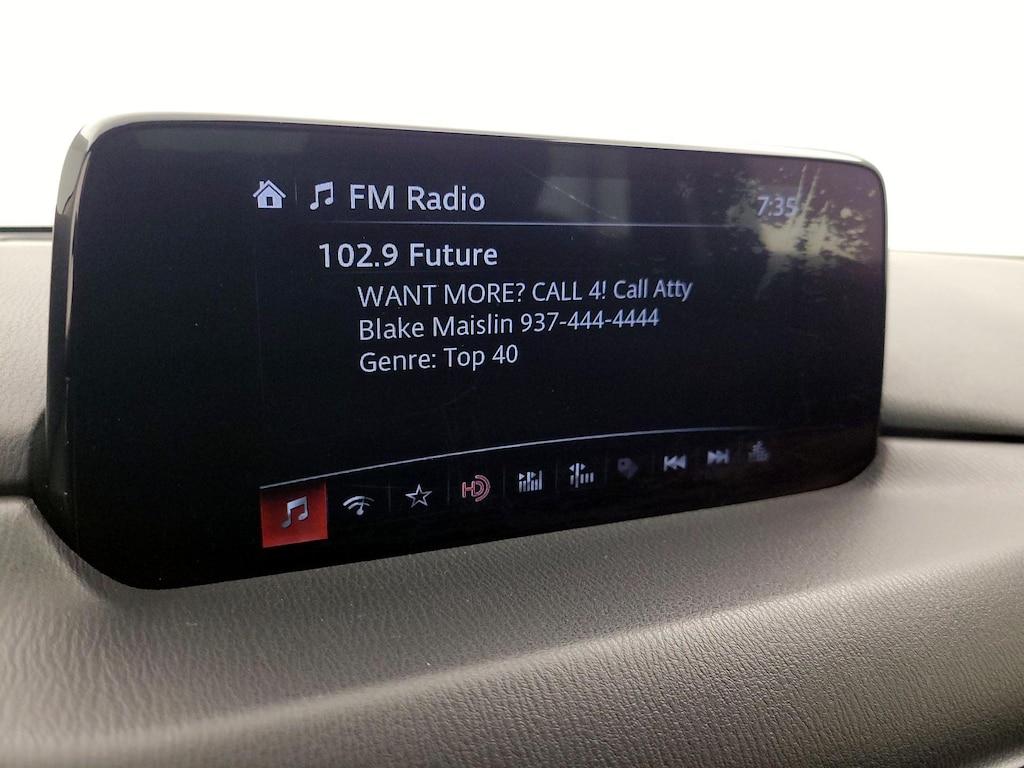 FM Radio
7:35
102.9 Future
WANT MORE? CALL 4! Call Atty
Blake Maislin 937-444-4444
Genre: Top 40
HD